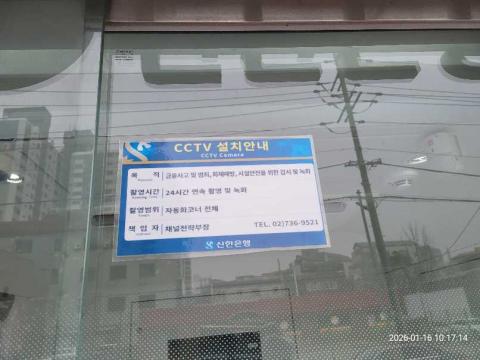 CCTV 설치안내
CCTV Camera
목 적 금융사고 및 범죄, 화재예방, 시설안전을 위한 감시 및 녹화
촬영시간 24시간 연속 촬영 및 녹화
촬영범위 자동화코너 전체
책 임 자 채널전략부장 TEL. 02)736-9521
신한은행
2026-01-16 10:17:14